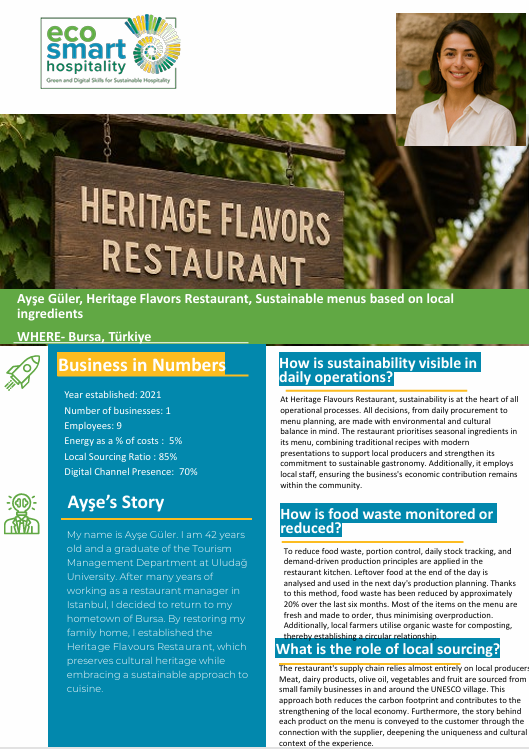 eco
smart
hospitality
Green and Digital Skills for Sustainable Hospitality
HERITAGE FLAVORS
RESTAURANT
Ayşe Güler, Heritage Flavors Restaurant, Sustainable menus based on local
ingredients
WHERE- Bursa, Türkiye
Business in Numbers
Year established: 2021
Number of businesses: 1
Employees: 9
Energy as a % of costs :  5%
Local Sourcing Ratio : 85%
Digital Channel Presence:  70%
Ayşe’s Story
My name is Ayşe Güler. I am 42 years
old and a graduate of the Tourism
Management Department at Uludağ
University. After many years of
working as a restaurant manager in
Istanbul, I decided to return to my
hometown of Bursa. By restoring my
family home, I established the
Heritage Flavours Restaurant, which
preserves cultural heritage while
embracing a sustainable approach to
cuisine.
How is sustainability visible in
daily operations?
At Heritage Flavours Restaurant, sustainability is at the heart of all
operational processes. All decisions, from daily procurement to
menu planning, are made with environmental and cultural
balance in mind. The restaurant prioritises seasonal ingredients in
its menu, combining traditional recipes with modern
presentations to support local producers and strengthen its
commitment to sustainable gastronomy. Additionally, it employs
local staff, ensuring the business's economic contribution remains
within the community.
How is food waste monitored or
reduced?
To reduce food waste, portion control, daily stock tracking, and
demand-driven production principles are applied in the
restaurant kitchen. Leftover food at the end of the day is
analysed and used in the next day's production planning. Thanks
to this method, food waste has been reduced by approximately
20% over the last six months. Most of the items on the menu are
fresh and made to order, thus minimising overproduction.
Additionally, local farmers utilise organic waste for composting,
thereby establishing a circular relationship.
What is the role of local sourcing?
The restaurant's supply chain relies almost entirely on local producers.
Meat, dairy products, olive oil, vegetables and fruit are sourced from
small family businesses in and around the UNESCO village. This
approach both reduces the carbon footprint and contributes to the
strengthening of the local economy. Furthermore, the story behind
each product on the menu is conveyed to the customer through the
connection with the supplier, deepening the uniqueness and cultural
context of the experience.